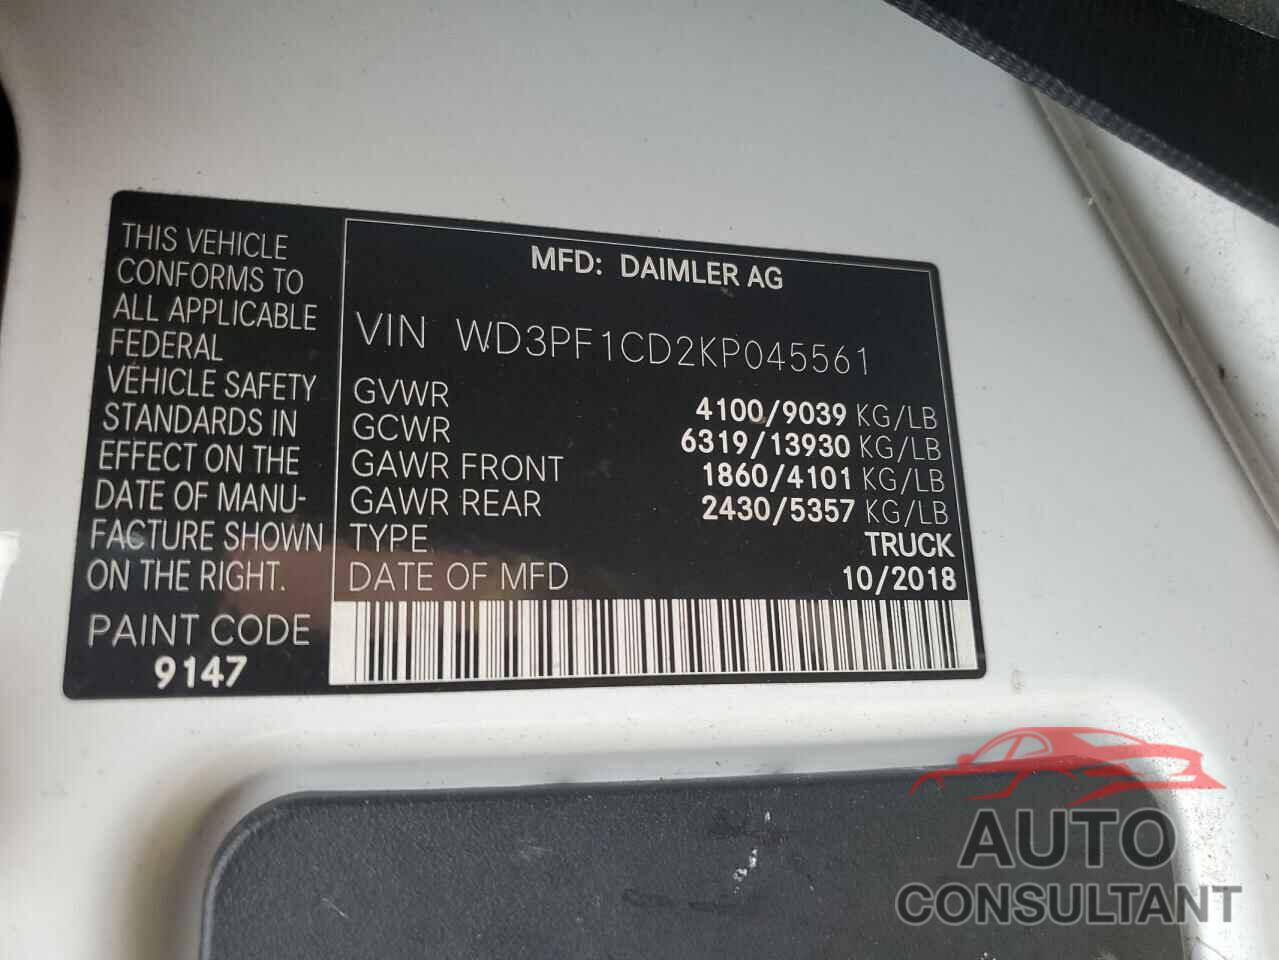 THIS VEHICLE
CONFORMS TO
ALL APPLICABLE
FEDERAL
VEHICLE SAFETY
STANDARDS IN
EFFECT ON THE
DATE OF MANU-
FACTURE SHOWN
ON THE RIGHT.
PAINT CODE
9147
MFD: DAIMLER AG
VIN WD3PF1CD2KP045561
GVWR 4100/9039 KG/LB
GCWR 6319/13930 KG/LB
GAWR FRONT 1860/4101 KG/LB
GAWR REAR 2430/5357 KG/LB
TYPE TRUCK
DATE OF MFD 10/2018
AUTO
CONSULTANT